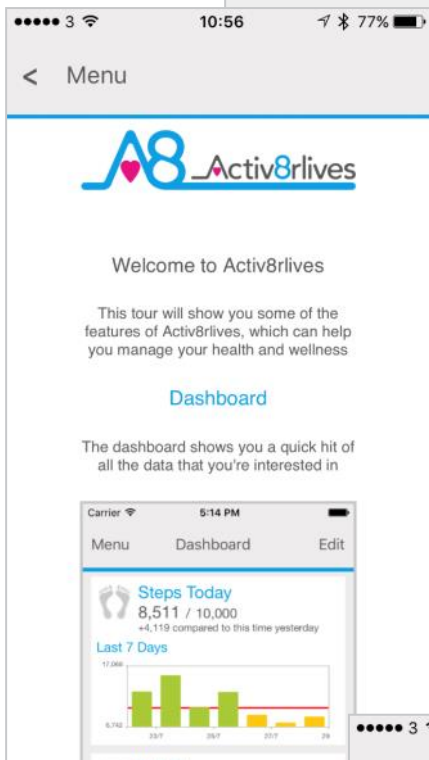 3 10:56 77%
< Menu
A8 Activ8rlives
Welcome to Activ8rlives
This tour will show you some of the
features of Activ8rlives, which can help
you manage your health and wellness
Dashboard
The dashboard shows you a quick hit of
all the data that you're interested in
Carrier 5:14 PM
Menu Dashboard Edit
Steps Today
8,511 / 10,000
+4,119 compared to this time yesterday
Last 7 Days
17,068
6,742
23/7 25/7 27/7 29
3